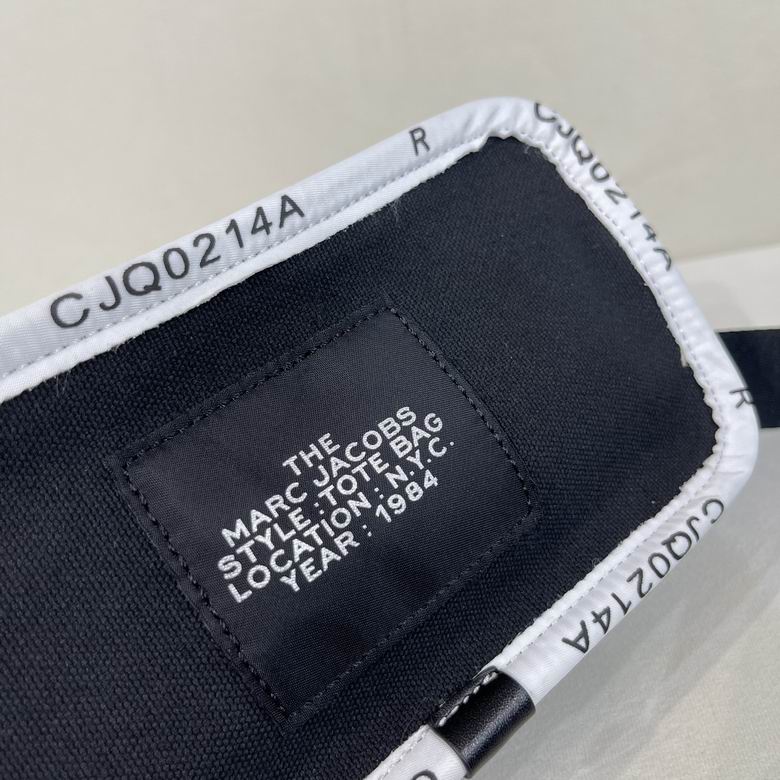 R
CJQ0214A
CJQ0214A
THE
MARC JACOBS
STYLE : TOTE BAG
LOCATION : N.Y.C.
YEAR : 1984
R
CJQ0214A